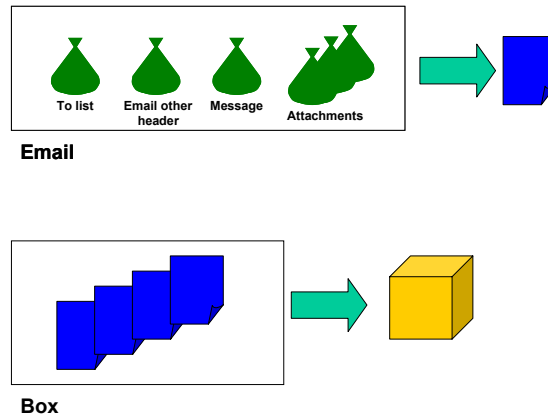 To list
Email other
header
Message
Attachments
Email
Box